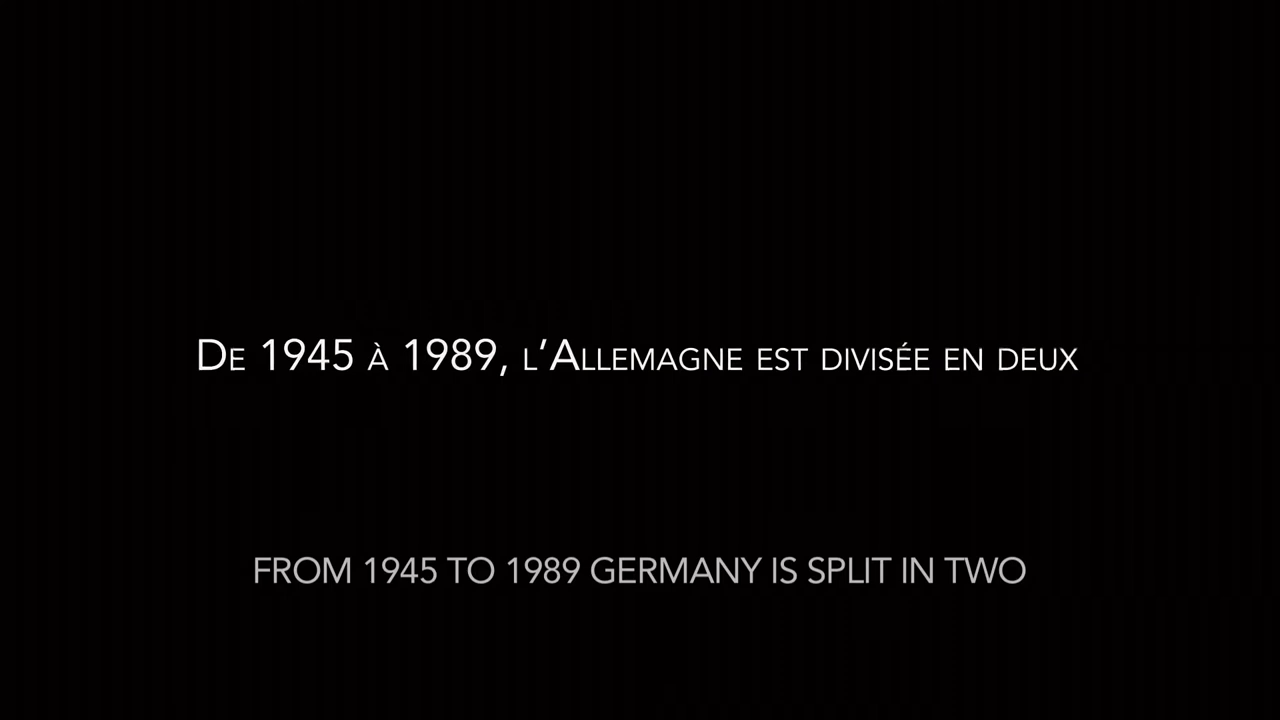 De 1945 à 1989, l’Allemagne est divisée en deux
FROM 1945 TO 1989 GERMANY IS SPLIT IN TWO